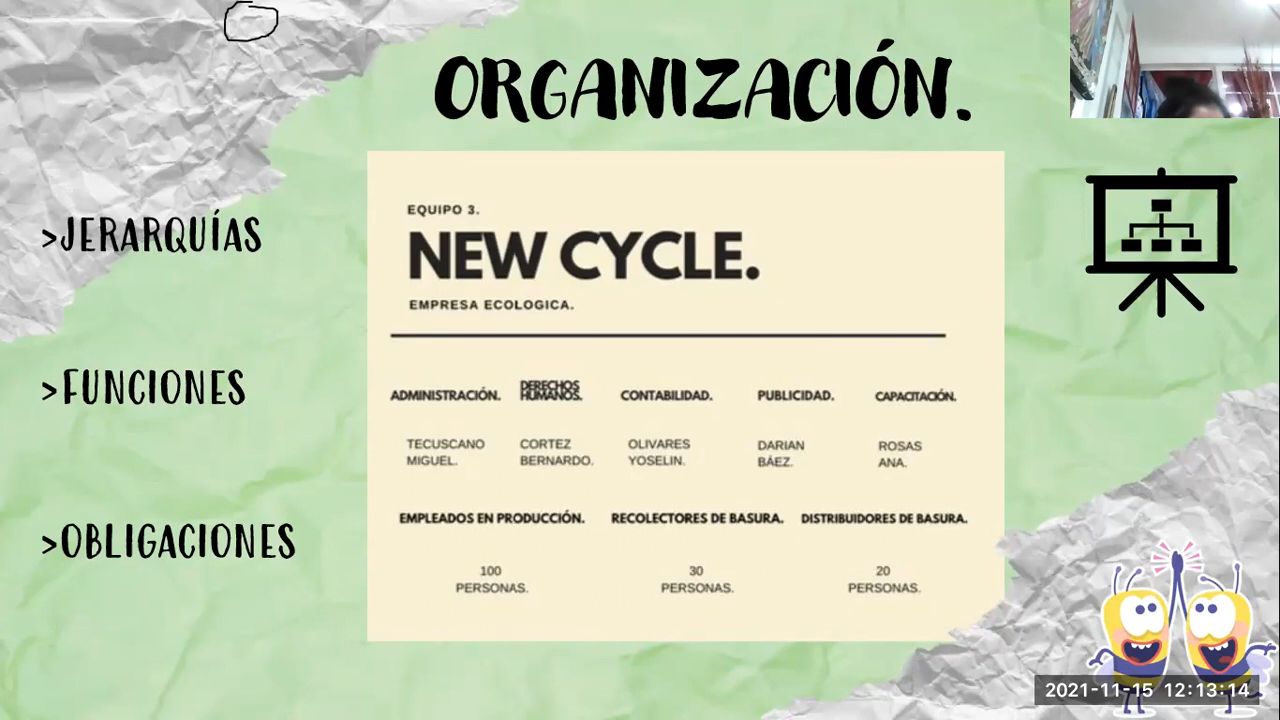 ORGANIZACIÓN.
>JERARQUÍAS
>FUNCIONES
>OBLIGACIONES
EQUIPO 3.
NEW CYCLE.
EMPRESA ECOLOGICA.
ADMINISTRACIÓN. DERECHOS HUMANOS. CONTABILIDAD. PUBLICIDAD. CAPACITACIÓN.
TECUSCANO CORTEZ OLIVARES DARIAN ROSAS
MIGUEL. BERNARDO. YOSELIN. BÁEZ. ANA.
EMPLEADOS EN PRODUCCIÓN. RECOLECTORES DE BASURA. DISTRIBUIDORES DE BASURA.
100 30 20
PERSONAS. PERSONAS. PERSONAS.
2021-11-15 12:13:14